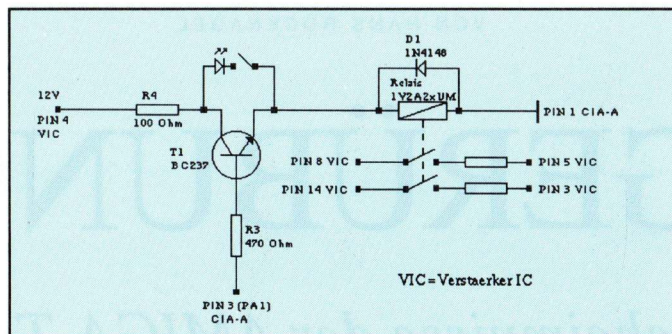 D1
1N4148
Relais
1V2A2xUM
12V
PIN 4
VIC
R4
100 Ohm
PIN 1 CIA-A
T1
BC237
PIN 8 VIC
PIN 5 VIC
PIN 14 VIC
PIN 3 VIC
R3
470 Ohm
VIC = Verstaerker IC
PIN 3 (PA1)
CIA-A